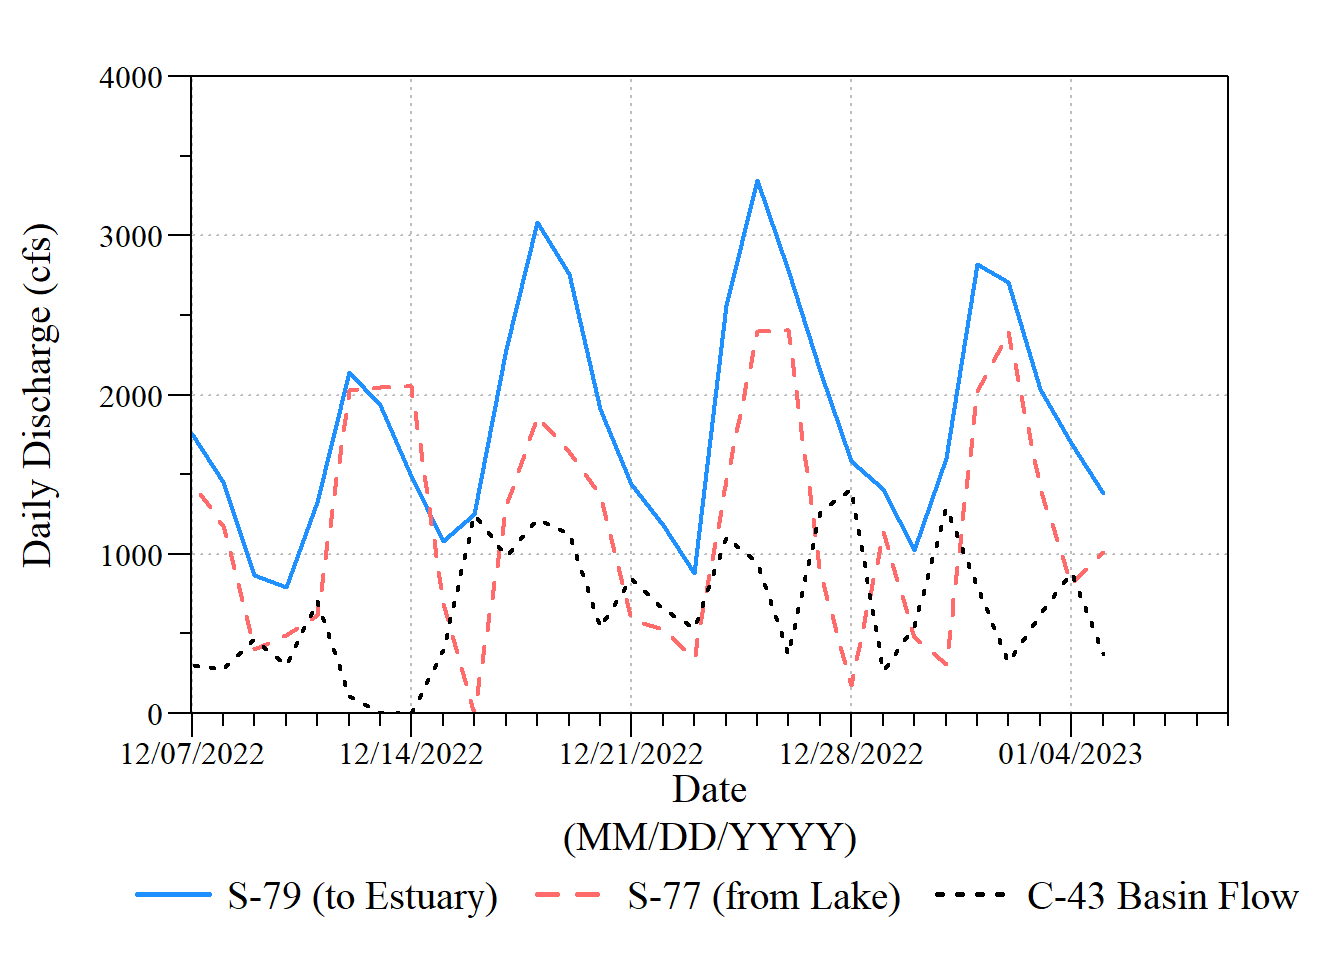 4000
3000
2000
1000
0
Daily Discharge (cfs)
12/07/2022 12/14/2022 12/21/2022 12/28/2022 01/04/2023
Date
(MM/DD/YYYY)
S-79 (to Estuary) S-77 (from Lake) C-43 Basin Flow